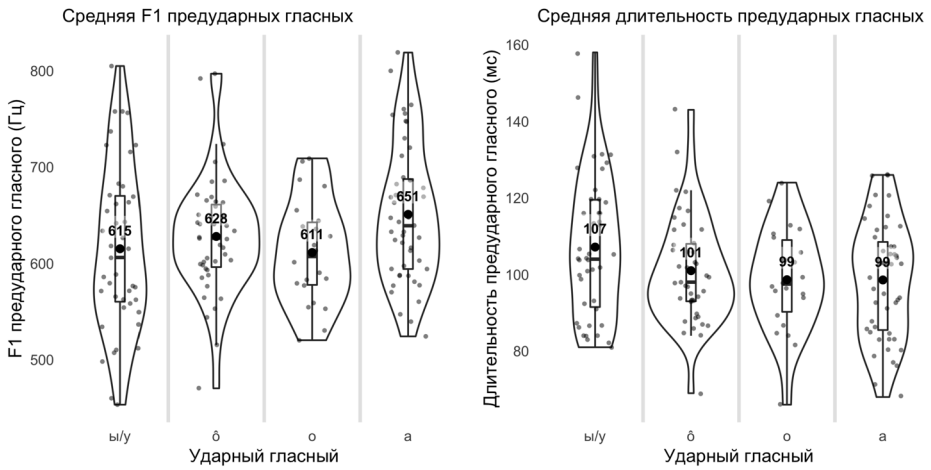 Средняя F1 предударных гласных
F1 предударного гласного (Гц)
800
700
600
500
615
628
611
651
ы/у
ô
о
а
Ударный гласный
Средняя длительность предударных гласных
Длительность предударного гласного (мс)
160
140
120
100
80
107
101
99
99
ы/у
ô
о
а
Ударный гласный